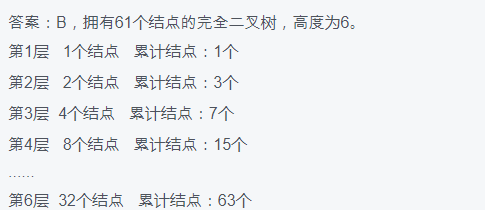 答案：B，拥有61个结点的完全二叉树，高度为6。
第1层 1个结点 累计结点：1个
第2层 2个结点 累计结点：3个
第3层 4个结点 累计结点：7个
第4层 8个结点 累计结点：15个
......
第6层 32个结点 累计结点：63个